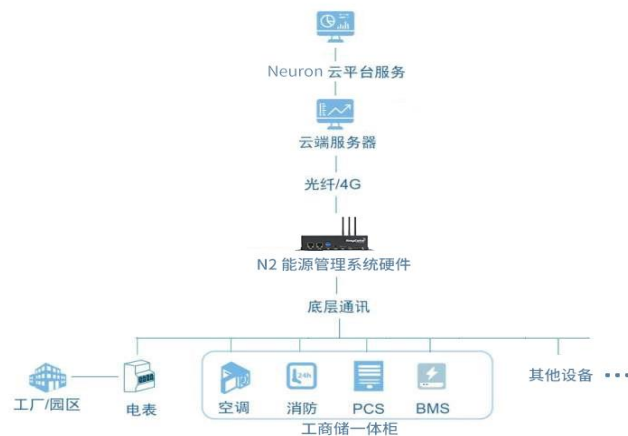 Neuron 云平台服务
云端服务器
光纤/4G
N2 能源管理系统硬件
底层通讯
24h
工厂/园区
电表
空调
消防
PCS
BMS
其他设备
工商储一体柜